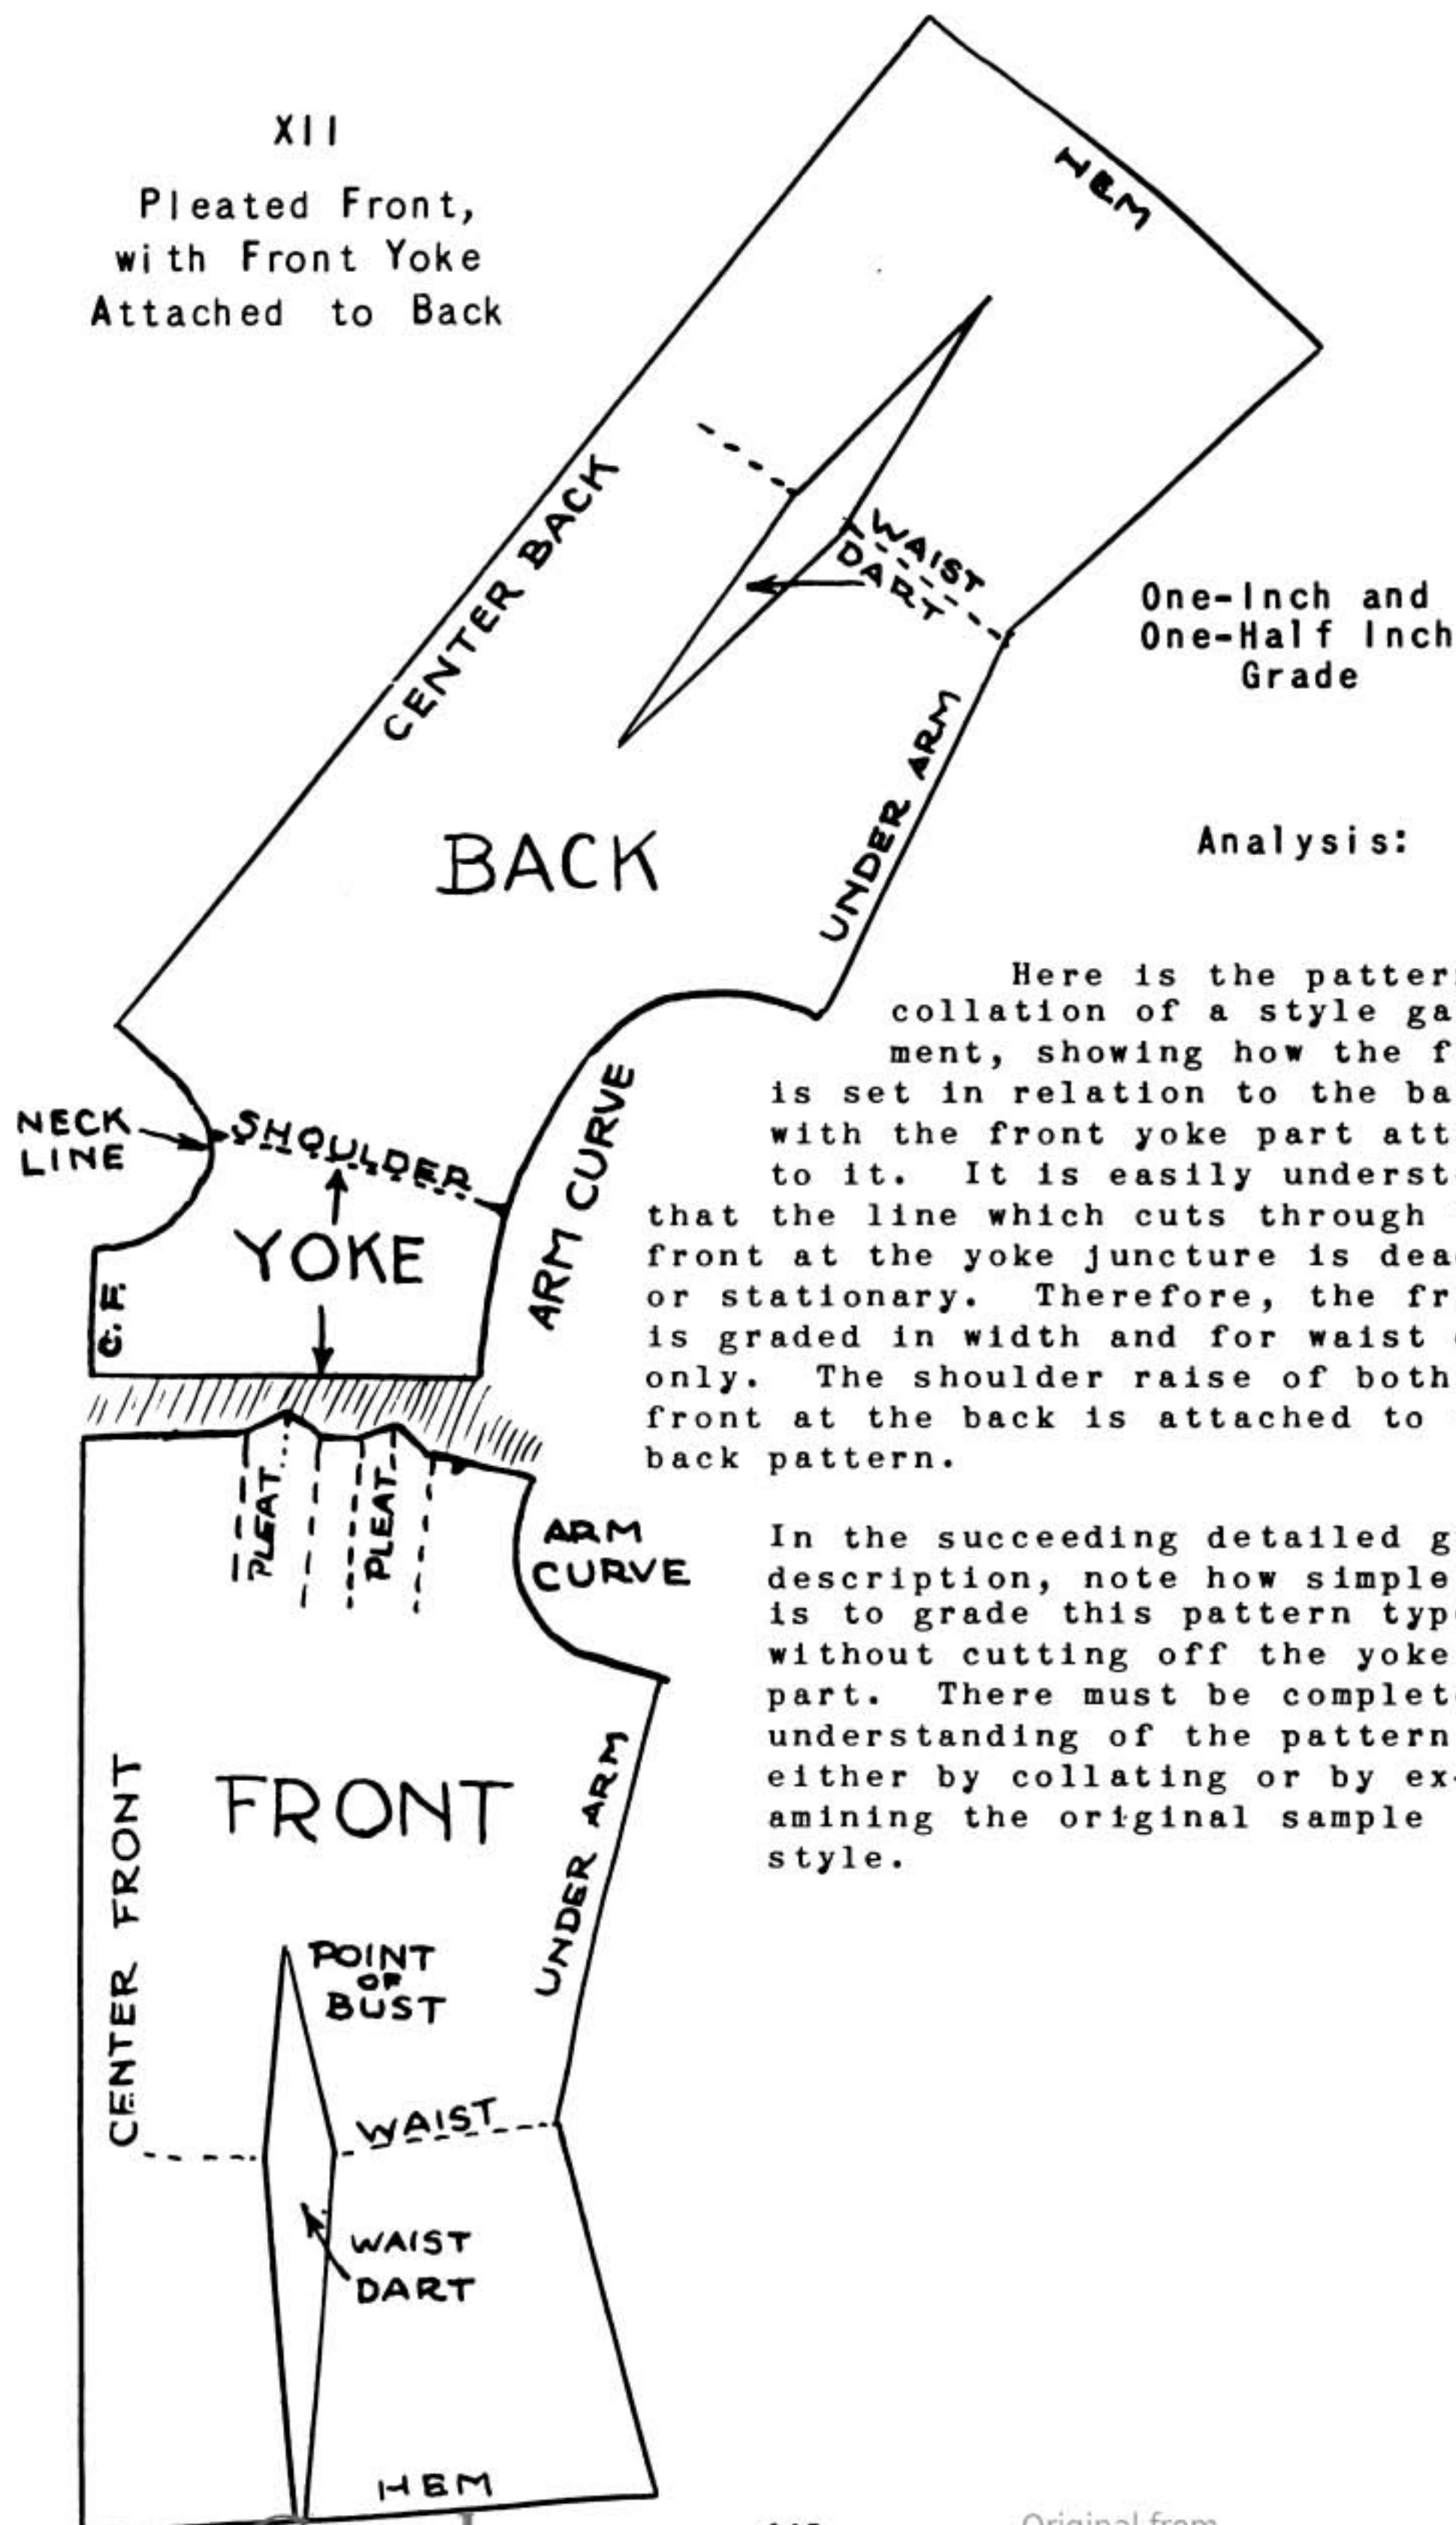 XII
Pleated Front,
with Front Yoke
Attached to Back
HEM
CENTER BACK
WAIST
DART
One-Inch and
One-Half Inch
Grade
UNDER ARM
Analysis:
BACK
Here is the patter
collation of a style ga
ment, showing how the f
is set in relation to the ba
with the front yoke part att
to it. It is easily underst
that the line which cuts through
front at the yoke juncture is dea
or stationary. Therefore, the fr
is graded in width and for waist
only. The shoulder raise of both
front at the back is attached to
back pattern.
NECK
LINE
SHOULDER
ARM CURVE
YOKE
C. F.
PLEAT
PLEAT
ARM
CURVE
In the succeeding detailed g
description, note how simple
is to grade this pattern typ
without cutting off the yoke
part. There must be complet
understanding of the pattern
either by collating or by ex-
amining the original sample
style.
FRONT
CENTER FRONT
UNDER ARM
POINT
OF
BUST
WAIST
WAIST
DART
HEM
Original from